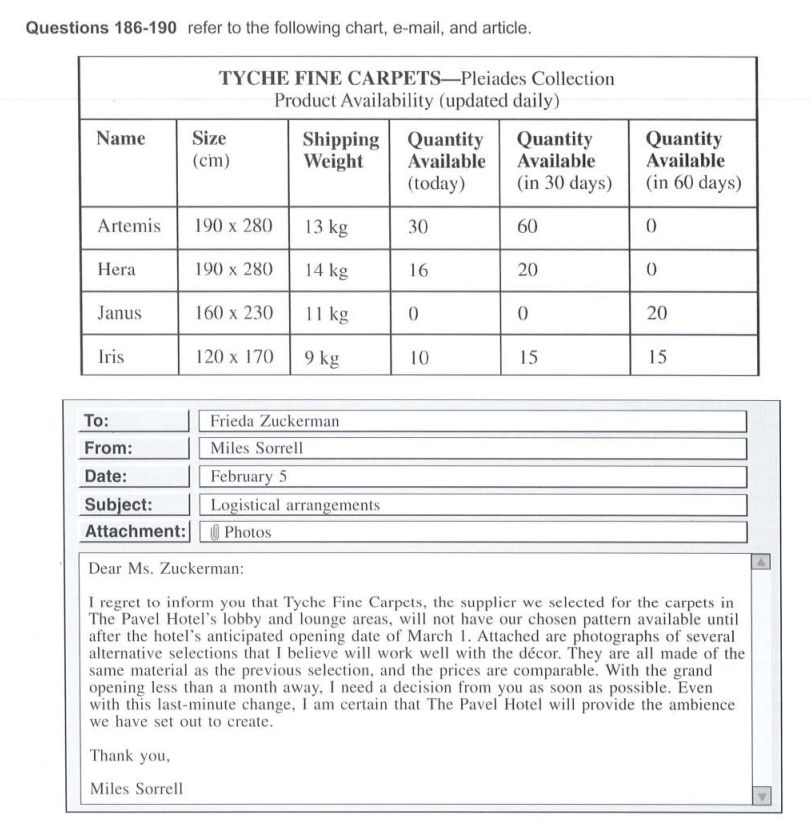 Questions 186-190 refer to the following chart, e-mail, and article.
TYCHE FINE CARPETS—Pleiades Collection
Product Availability (updated daily)
Name Size (cm) Shipping Weight Quantity Available (today) Quantity Available (in 30 days) Quantity Available (in 60 days)
Artemis 190 x 280 13 kg 30 60 0
Hera 190 x 280 14 kg 16 20 0
Janus 160 x 230 11 kg 0 0 20
Iris 120 x 170 9 kg 10 15 15
To: Frieda Zuckerman
From: Miles Sorrell
Date: February 5
Subject: Logistical arrangements
Attachment: Photos
Dear Ms. Zuckerman:
I regret to inform you that Tyche Fine Carpets, the supplier we selected for the carpets in
The Pavel Hotel's lobby and lounge areas, will not have our chosen pattern available until
after the hotel's anticipated opening date of March 1. Attached are photographs of several
alternative selections that I believe will work well with the décor. They are all made of the
same material as the previous selection, and the prices are comparable. With the grand
opening less than a month away, I need a decision from you as soon as possible. Even
with this last-minute change, I am certain that The Pavel Hotel will provide the ambience
we have set out to create.
Thank you,
Miles Sorrell